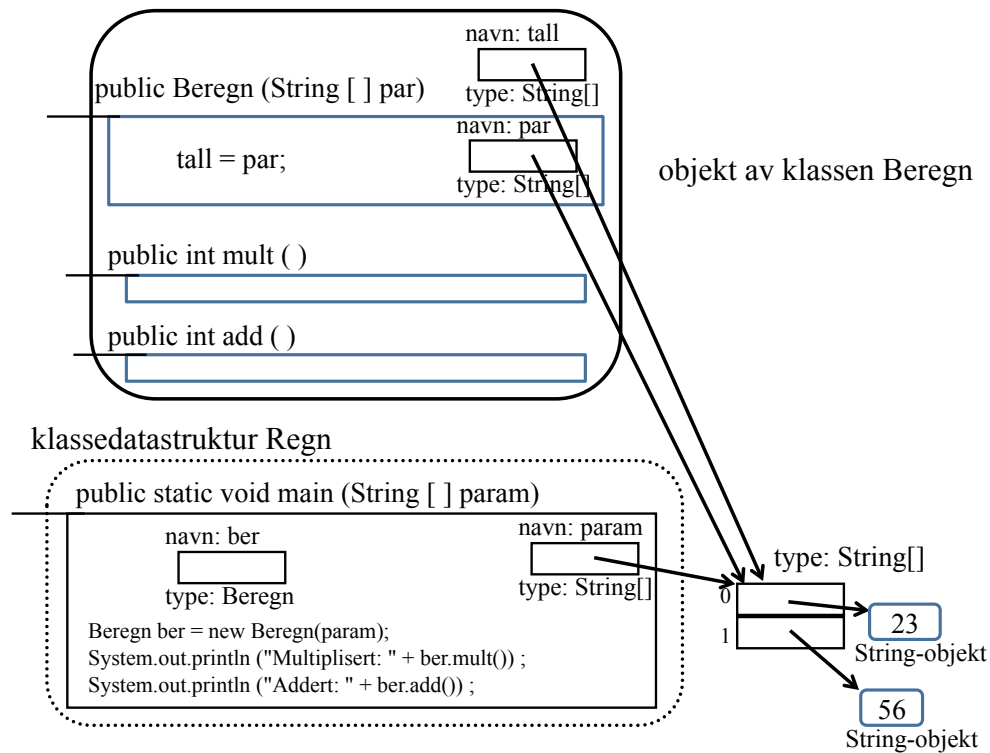 navn: tall
public Beregn (String [ ] par)
type: String[]
navn: par
tall = par;
type: String[]
objekt av klassen Beregn
public int mult ( )
public int add ( )
klassedatastruktur Regn
public static void main (String [ ] param)
navn: ber
navn: param
type: Beregn
type: String[]
Beregn ber = new Beregn(param);
System.out.println ("Multiplisert: " + ber.mult()) ;
System.out.println ("Addert: " + ber.add()) ;
type: String[]
0
23
1
String-objekt
56
String-objekt